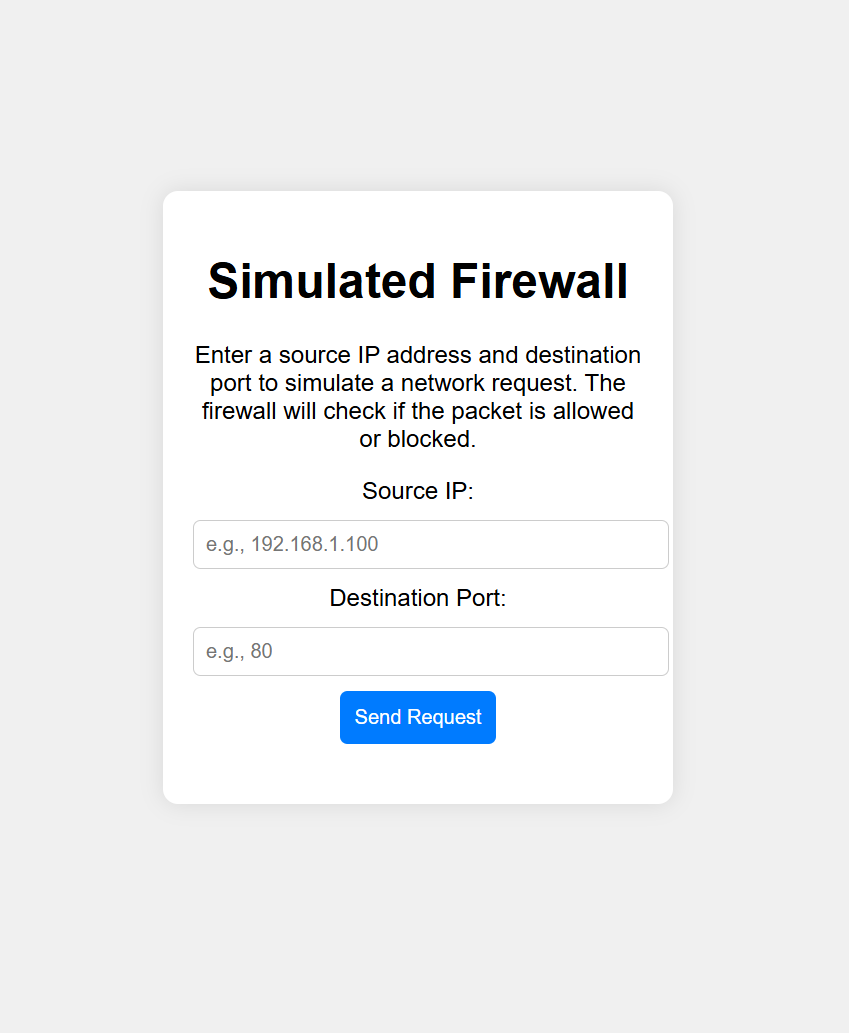 Simulated Firewall
Enter a source IP address and destination
port to simulate a network request. The
firewall will check if the packet is allowed
or blocked.
Source IP:
e.g., 192.168.1.100
Destination Port:
e.g., 80
Send Request